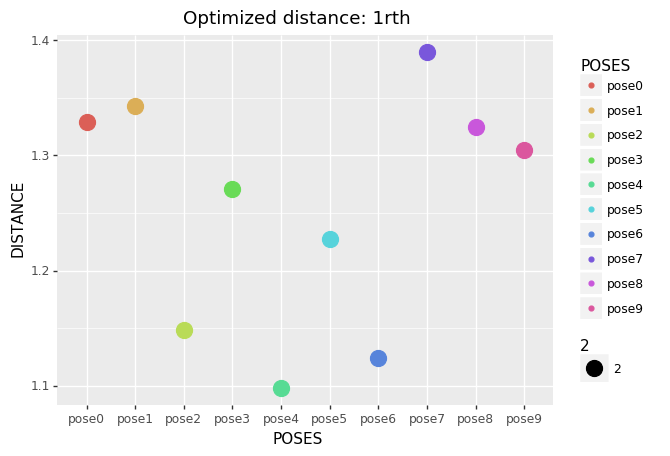 Optimized distance: 1rth
1.4
1.3
1.2
1.1
DISTANCE
pose0 pose1 pose2 pose3 pose4 pose5 pose6 pose7 pose8 pose9
POSES
POSES
pose0
pose1
pose2
pose3
pose4
pose5
pose6
pose7
pose8
pose9
2
2